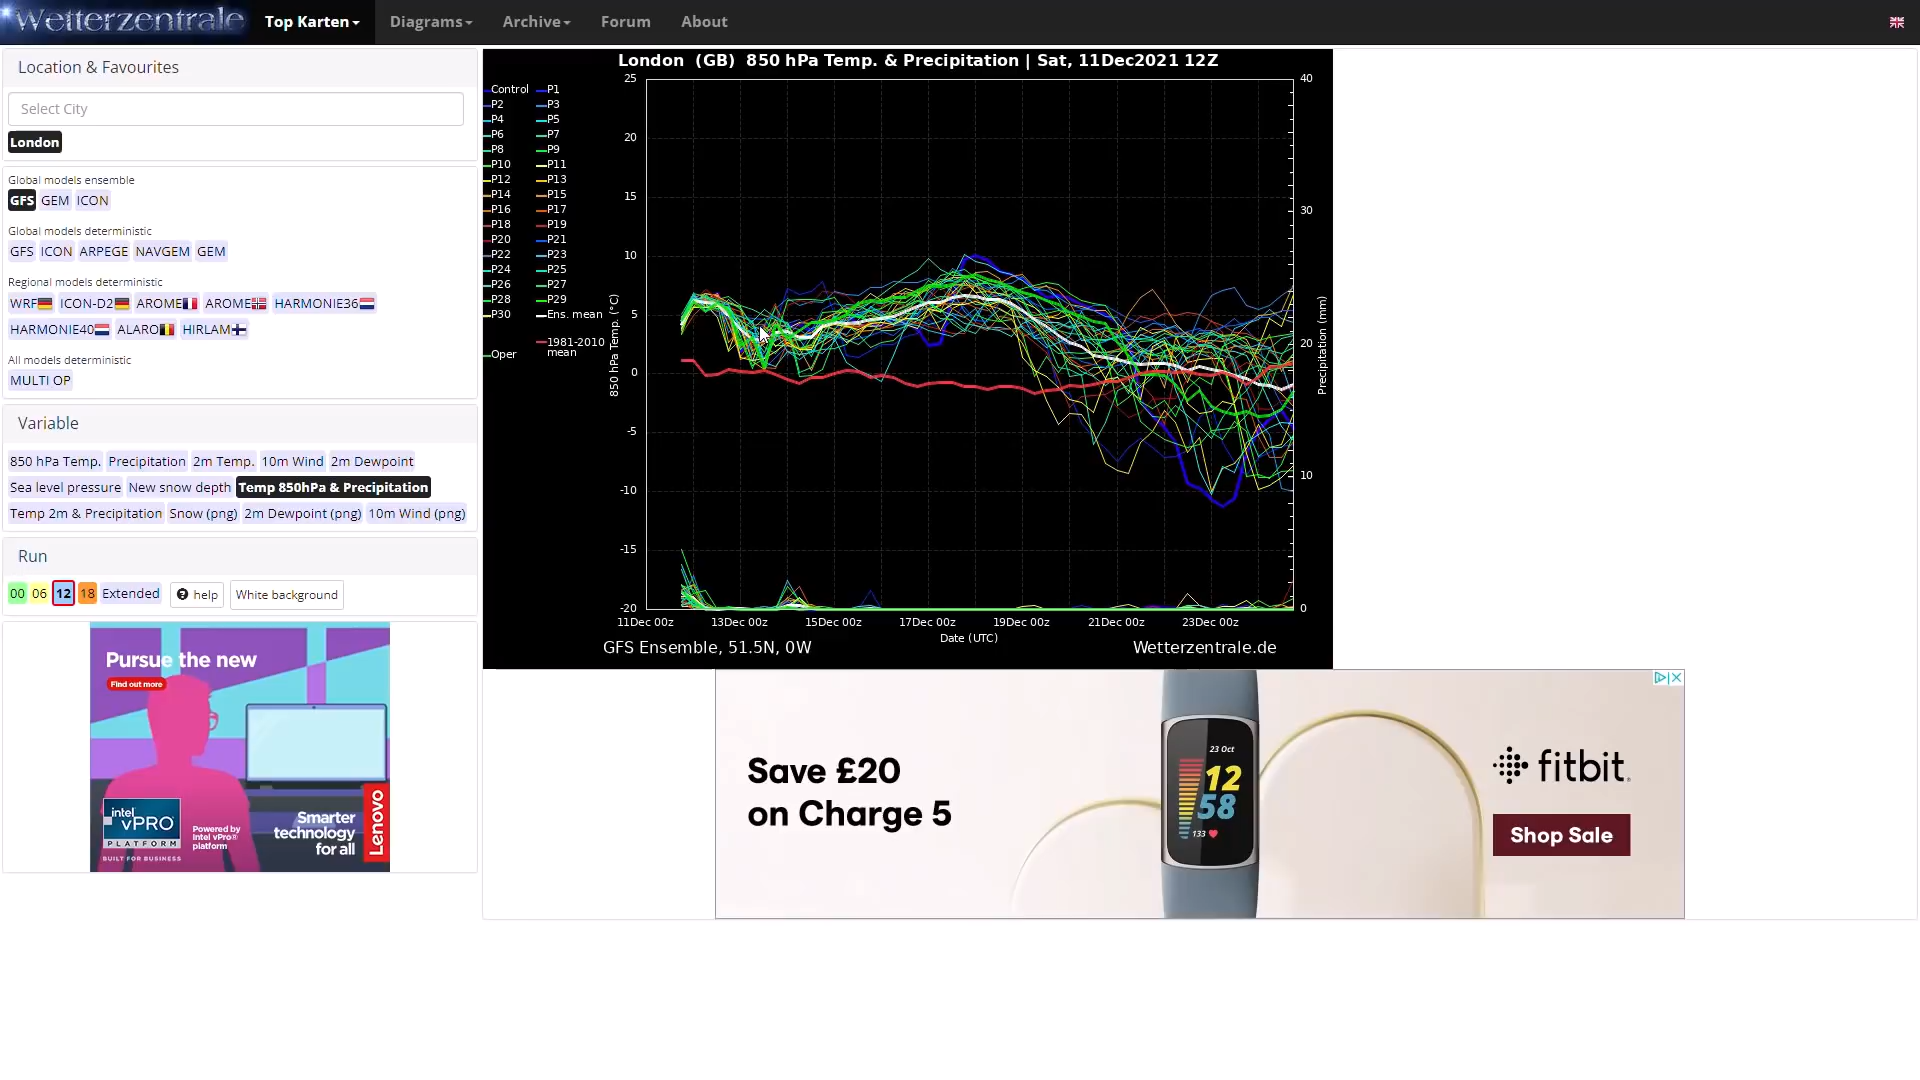 Wetterzentrale
Top Karten
Diagrams
Archive
Forum
About
Location & Favourites
Select City
London
Global models ensemble
GFS GEM ICON
Global models deterministic
GFS ICON ARPEGE NAVGEM GEM
Regional models deterministic
WRF ICON-D2 AROME AROME HARMONIE36
HARMONIE40 ALARO HIRLAM
All models deterministic
MULTI OP
Variable
850 hPa Temp. Precipitation 2m Temp. 10m Wind 2m Dewpoint
Sea level pressure New snow depth Temp 850hPa & Precipitation
Temp 2m & Precipitation Snow (png) 2m Dewpoint (png) 10m Wind (png)
Run
00 06 12 18 Extended help White background
Pursue the new
Find out more
intel
vPRO
PLATFORM
BUILT FOR BUSINESS
Powered by
Intel vPro®
platform
Smarter
technology
for all
Lenovo
London (GB) 850 hPa Temp. & Precipitation | Sat, 11Dec2021 12Z
Control P1
P2 P3
P4 P5
P6 P7
P8 P9
P10 P11
P12 P13
P14 P15
P16 P17
P18 P19
P20 P21
P22 P23
P24 P25
P26 P27
P28 P29
P30 Ens. mean
1981-2010
mean
Oper
850 hPa Temp. (°C)
25
20
15
10
5
0
-5
-10
-15
-20
40
30
20
10
0
Precipitation (mm)
11Dec 00z 13Dec 00z 15Dec 00z 17Dec 00z 19Dec 00z 21Dec 00z 23Dec 00z
Date (UTC)
GFS Ensemble, 51.5N, 0W
Wetterzentrale.de
Save £20
on Charge 5
23 Oct
12
58
133
fitbit
Shop Sale